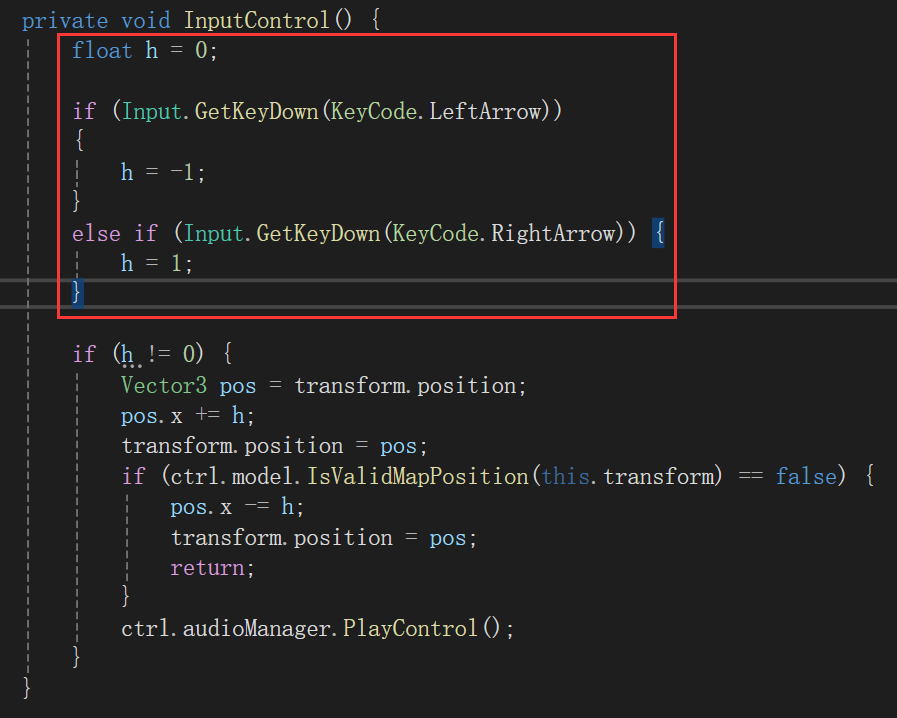 private void InputControl() {
float h = 0;
if (Input.GetKeyDown(KeyCode.LeftArrow))
{
h = -1;
}
else if (Input.GetKeyDown(KeyCode.RightArrow)) {
h = 1;
}
if (h != 0) {
Vector3 pos = transform.position;
pos.x += h;
transform.position = pos;
if (ctrl.model.IsValidMapPosition(this.transform) == false) {
pos.x -= h;
transform.position = pos;
return;
}
ctrl.audioManager.PlayControl();
}
}